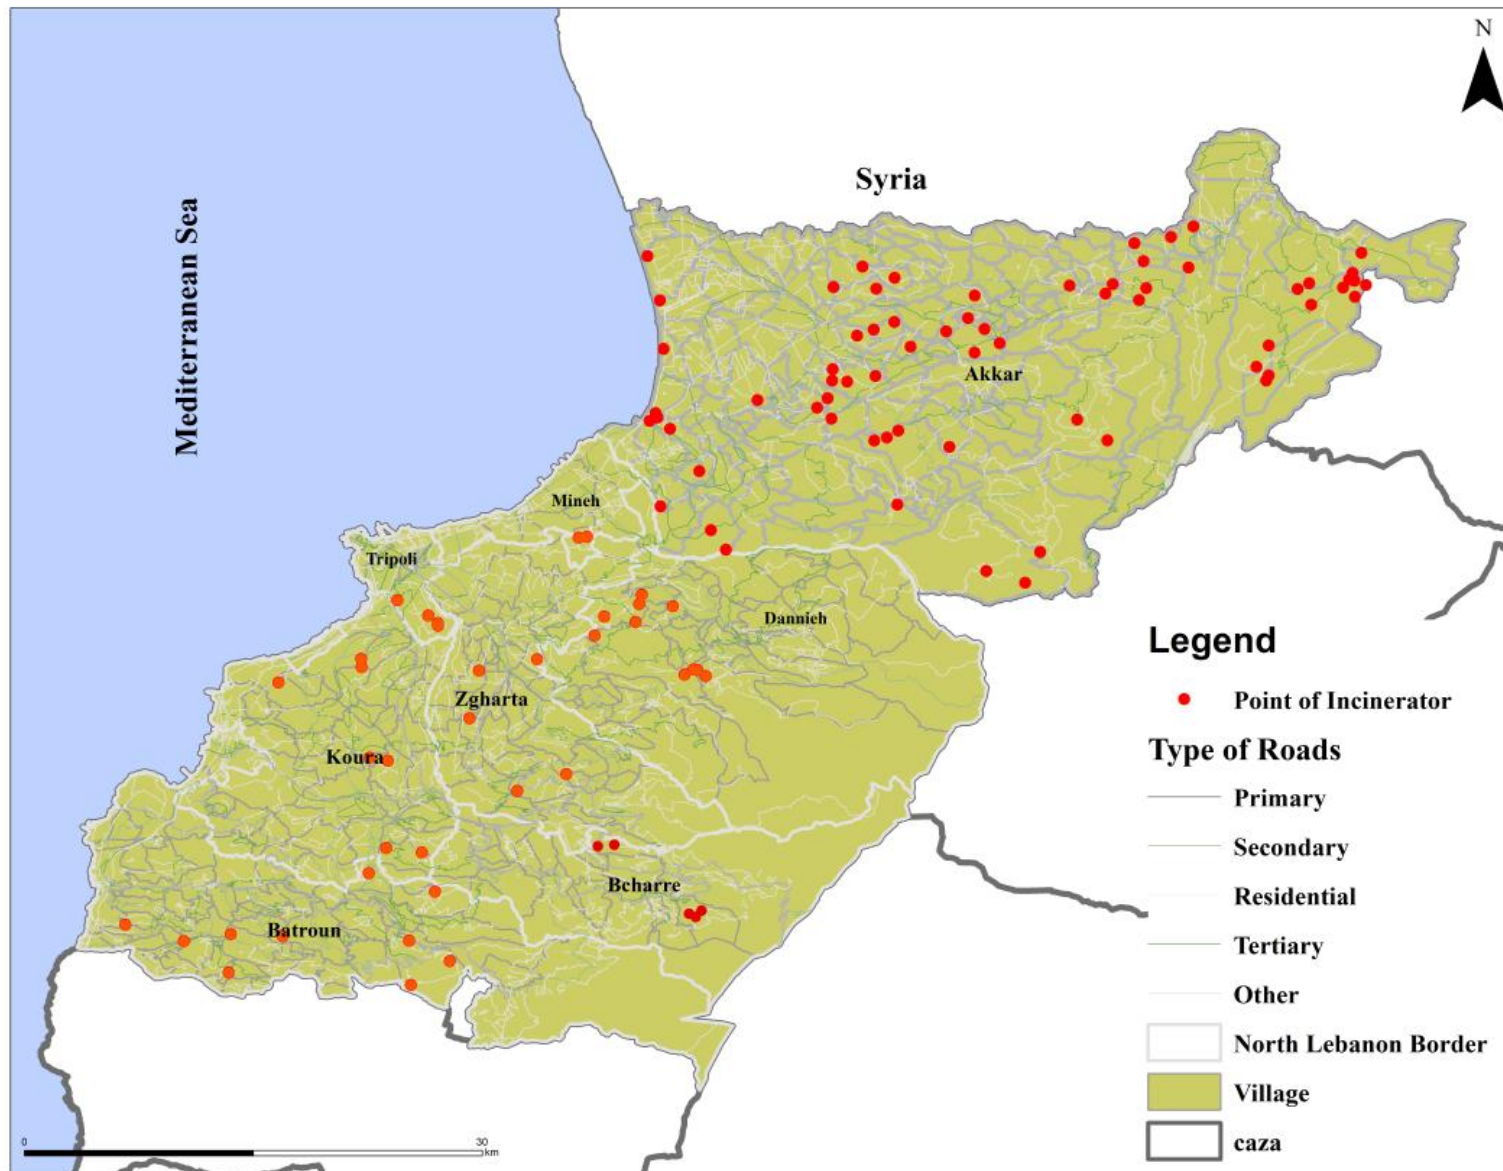 N
Syria
Mediterranean Sea
Akkar
Mineh
Tripoli
Dannieh
Zgharta
Koura
Bcharre
Batroun
Legend
Point of Incinerator
Type of Roads
Primary
Secondary
Residential
Tertiary
Other
North Lebanon Border
Village
caza
0 30
km